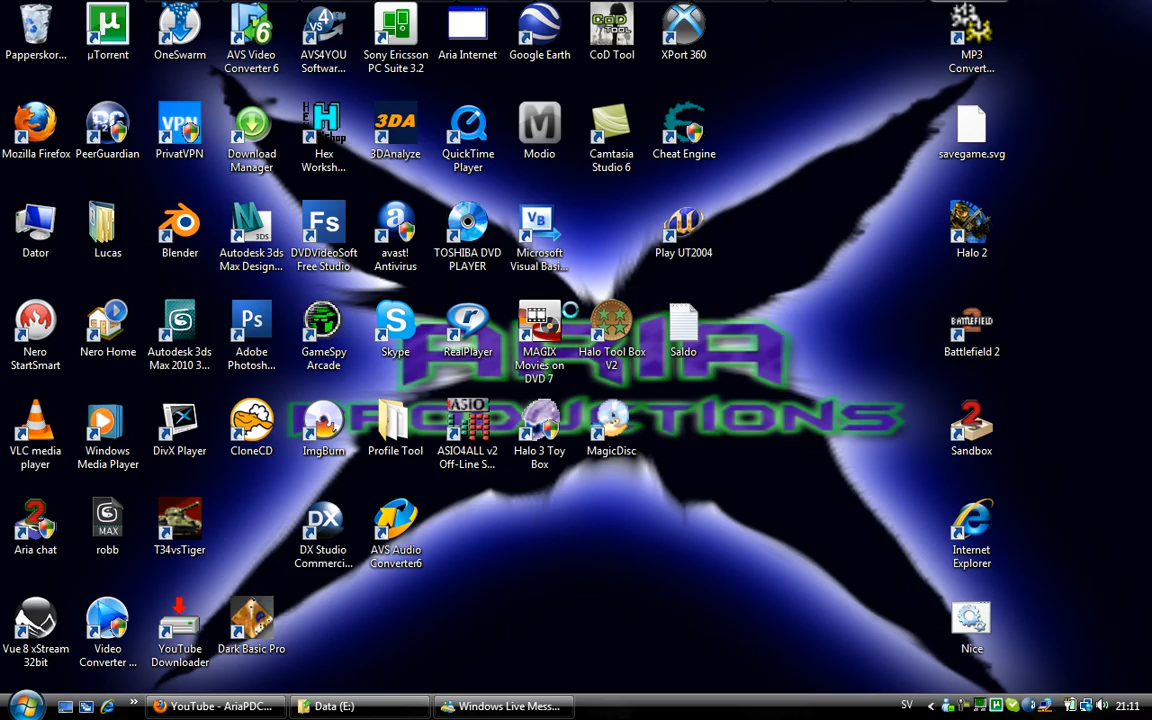 Papperskor...
µTorrent
OneSwarm
AVS Video
Converter 6
AVS4YOU
Softwar...
Sony Ericsson
PC Suite 3.2
Aria Internet
Google Earth
CoD Tool
XPort 360
MP3
Convert...
Mozilla Firefox
PeerGuardian
PrivatVPN
Download
Manager
Hex
Worksh...
3DAnalyze
QuickTime
Player
Modio
Camtasia
Studio 6
Cheat Engine
savegame.svg
Dator
Lucas
Blender
Autodesk 3ds
Max Design...
DVDVideoSoft
Free Studio
avast!
Antivirus
TOSHIBA DVD
PLAYER
Microsoft
Visual Basi...
Play UT2004
Halo 2
Nero
StartSmart
Nero Home
Autodesk 3ds
Max 2010 3...
Adobe
Photosh...
GameSpy
Arcade
Skype
RealPlayer
MAGIX
Movies on
DVD 7
Halo Tool Box
V2
Saldo
Battlefield 2
ARIA
PRODUCTIONS
VLC media
player
Windows
Media Player
DivX Player
CloneCD
ImgBurn
Profile Tool
ASIO4ALL v2
Off-Line S...
Halo 3 Toy
Box
MagicDisc
Sandbox
Aria chat
robb
T34vsTiger
DX Studio
Commerci...
AVS Audio
Converter6
Internet
Explorer
Vue 8 xStream
32bit
Video
Converter ...
YouTube
Downloader
Dark Basic Pro
Nice
YouTube - AriaPDC...
Data (E:)
Windows Live Mess...
SV
21:11